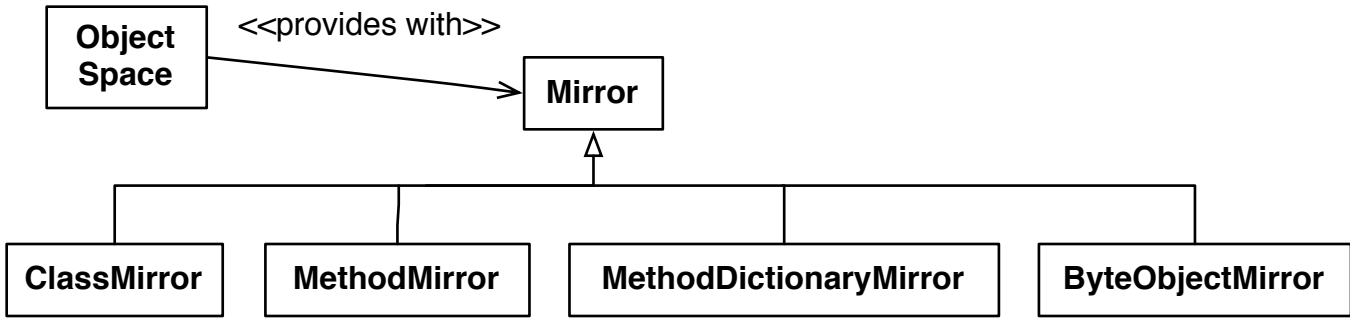 Object
Space
<<provides with>>
Mirror
ClassMirror
MethodMirror
MethodDictionaryMirror
ByteObjectMirror